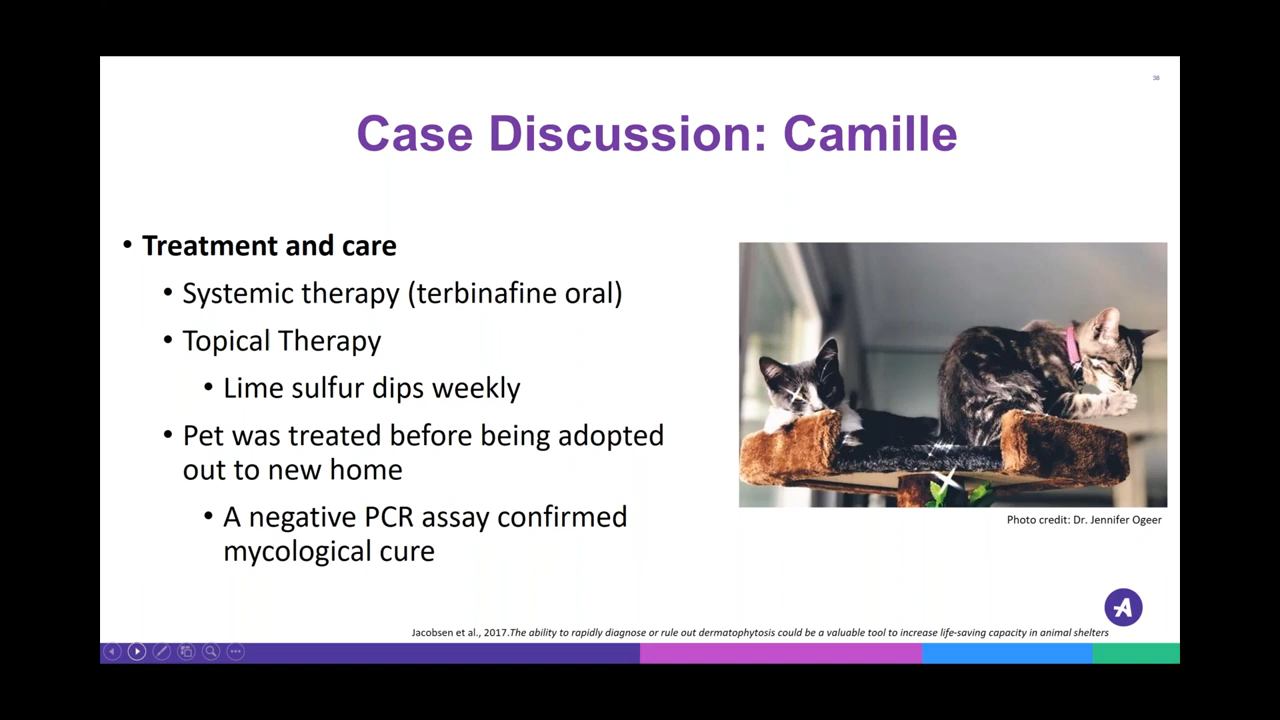 38
Case Discussion: Camille
• Treatment and care
• Systemic therapy (terbinafine oral)
• Topical Therapy
• Lime sulfur dips weekly
• Pet was treated before being adopted
out to new home
• A negative PCR assay confirmed
mycological cure
Photo credit: Dr. Jennifer Ogeer
A
Jacobsen et al., 2017.The ability to rapidly diagnose or rule out dermatophytosis could be a valuable tool to increase life-saving capacity in animal shelters